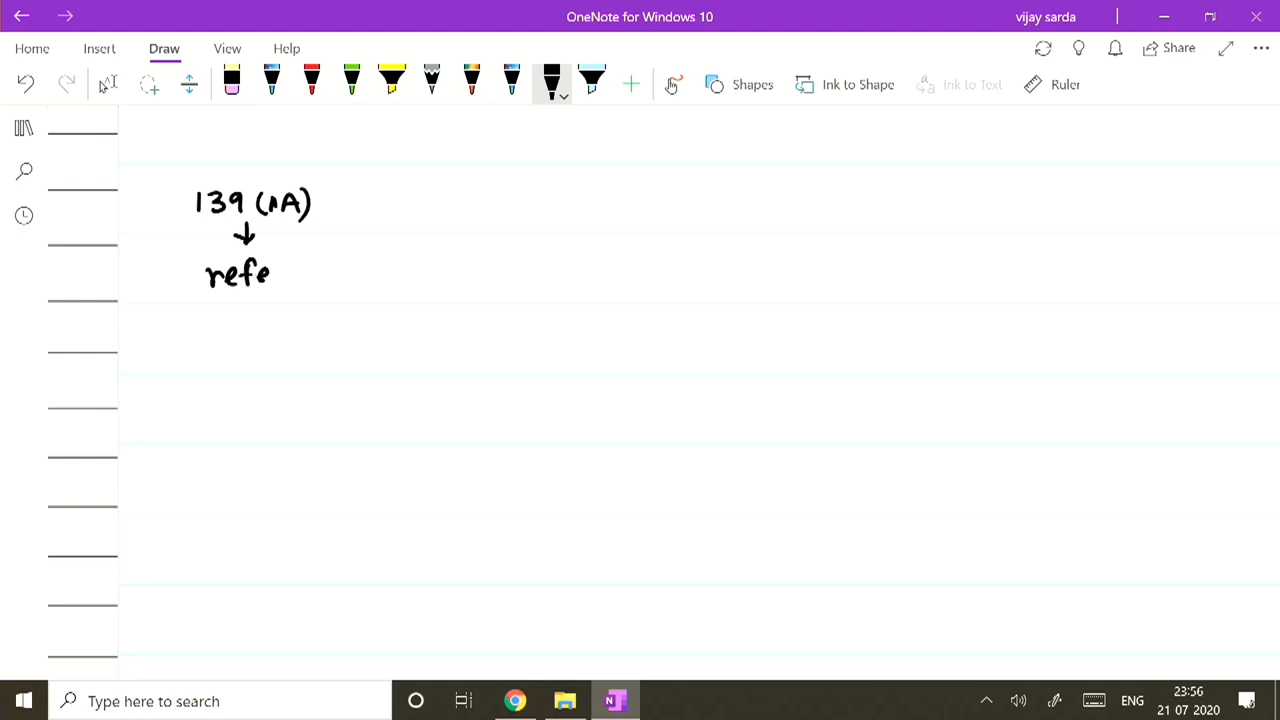 OneNote for Windows 10
vijay sarda
Home Insert Draw View Help
Share
Shapes
Ink to Shape
Ink to Text
Ruler
139 (1A)
↓
refe
Type here to search
ENG
23:56
21 07 2020